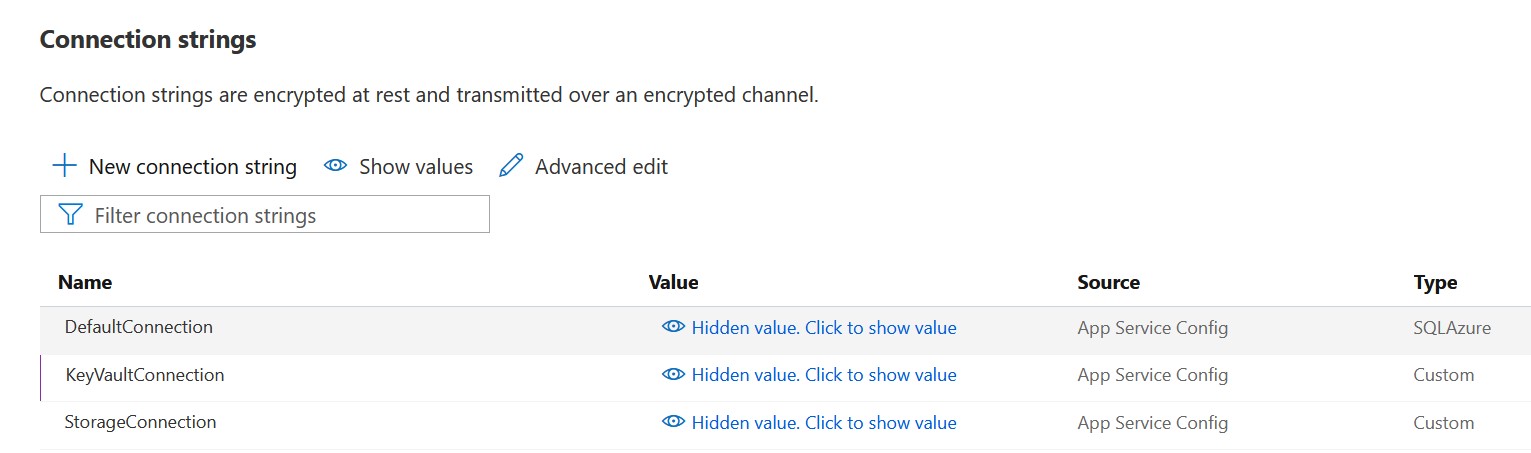 Connection strings
Connection strings are encrypted at rest and transmitted over an encrypted channel.
New connection string Show values Advanced edit
Filter connection strings
Name Value Source Type
DefaultConnection Hidden value. Click to show value App Service Config SQLAzure
KeyVaultConnection Hidden value. Click to show value App Service Config Custom
StorageConnection Hidden value. Click to show value App Service Config Custom